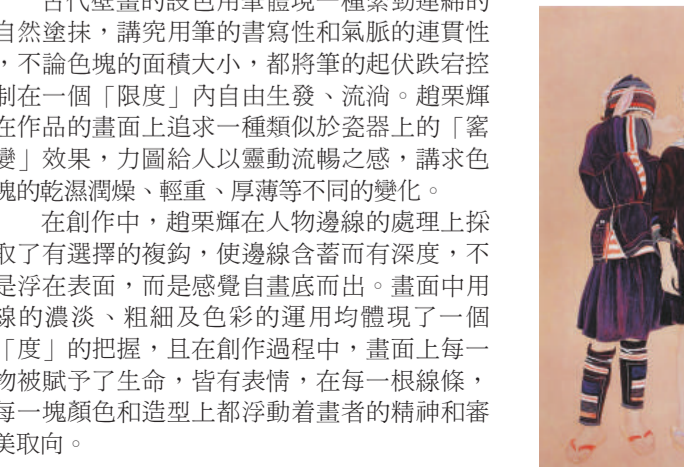 古代壁畫的設色用筆體現一種緊勁連綿的
自然塗抹，講究用筆的書寫性和氣脈的連貫性
，不論色塊的面積大小，都將筆的起伏跌宕控
制在一個「限度」內自由生發、流淌。趙栗輝
在作品的畫面上追求一種類似於瓷器上的「窰
變」效果，力圖給人以靈動流暢之感，講求色
塊的乾濕潤燥、輕重、厚薄等不同的變化。
在創作中，趙栗輝在人物邊線的處理上採
取了有選擇的複鈎，使邊線含蓄而有深度，不
是浮在表面，而是感覺自畫底而出。畫面中用
線的濃淡、粗細及色彩的運用均體現了一個
「度」的把握，且在創作過程中，畫面上每一
物被賦予了生命，皆有表情，在每一根線條，
每一塊顏色和造型上都浮動着畫者的精神和審
美取向。